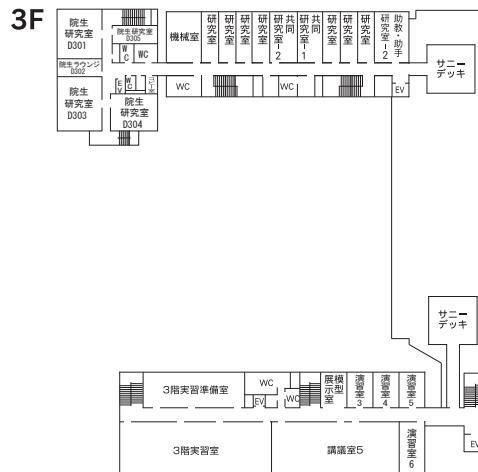 3F
院生
研究室
D301
院生研究室
D305
WC
WC
院生ラウンジ
D302
EV
WC
院生
研究室
D303
院生
研究室
D304
機械室
研究室
研究室
研究室
研究室
共同
研究室-2
共同
研究室-1
研究室
研究室
研究室
研究室-2
助教・助手
WC
WC
EV
サニー
デッキ
サニー
デッキ
3階実習準備室
WC
EV
WC
模型
展示室
演習室3
演習室4
演習室5
3階実習室
講議室5
演習室6
EV